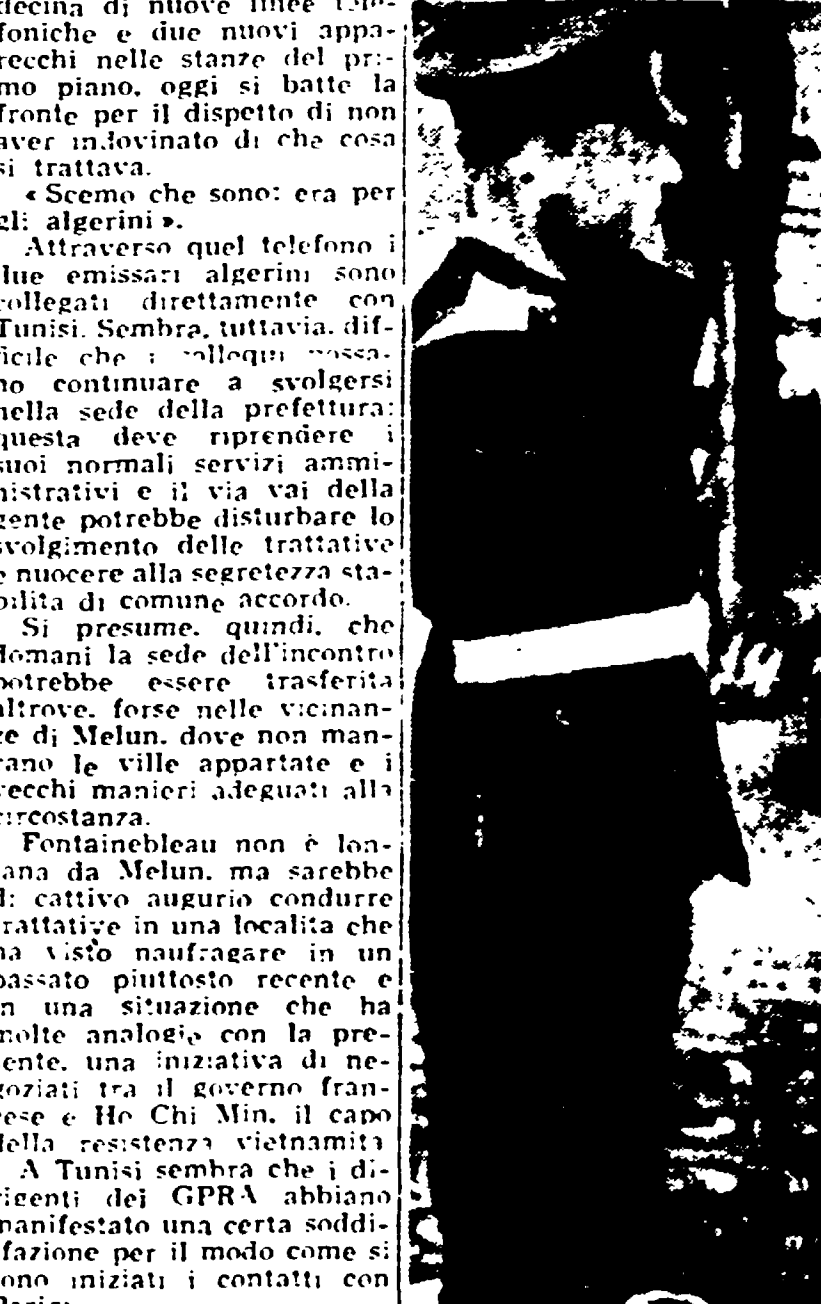 decina di nuove linee tele-
foniche e due nuovi appa-
recchi nelle stanze del pri-
mo piano, oggi si batte la
fronte per il dispetto di non
aver indovinato di che cosa
si trattava.
« Scemo che sono: era per
gli algerini ».
Attraverso quel telefono i
due emissari algerini sono
collegati direttamente con
Tunisi. Sembra, tuttavia, dif-
ficile che i colloqui possa-
no continuare a svolgersi
nella sede della prefettura:
questa deve riprendere i
suoi normali servizi ammi-
nistrativi e il via vai della
gente potrebbe disturbare lo
svolgimento delle trattative
e nuocere alla segretezza sta-
bilita di comune accordo.
Si presume, quindi, che
domani la sede dell'incontro
potrebbe essere trasferita
altrove, forse nelle vicinan-
ze di Melun, dove non man-
cano le ville appartate e i
vecchi manieri adeguati alla
circostanza.
Fontainebleau non è lon-
tana da Melun, ma sarebbe
di cattivo augurio condurre
trattative in una localita che
ha visto naufragare in un
passato piuttosto recente e
in una situazione che ha
molte analogie con la pre-
sente, una iniziativa di ne-
goziati tra il governo fran-
cese e Ho Chi Min, il capo
della resistenza vietnamita
A Tunisi sembra che i di-
rigenti del GPRA abbiano
manifestato una certa soddi-
sfazione per il modo come si
sono iniziati i contatti con